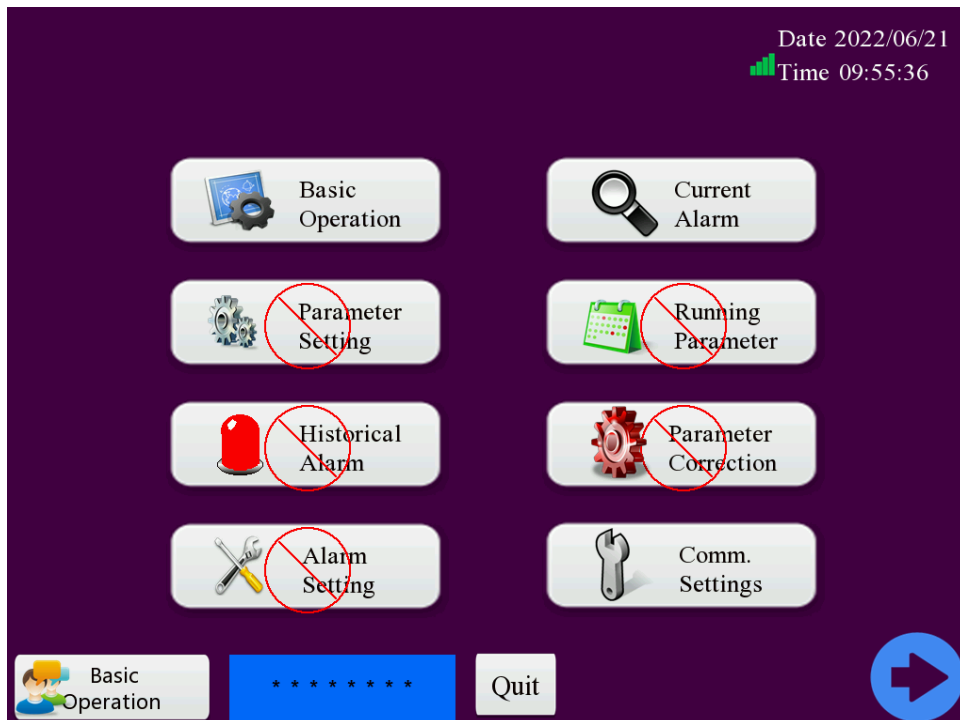 Date 2022/06/21
Time 09:55:36
Basic
Operation
Current
Alarm
Parameter
Setting
Running
Parameter
Historical
Alarm
Parameter
Correction
Alarm
Setting
Comm.
Settings
Basic
Operation
* * * * * * * *
Quit